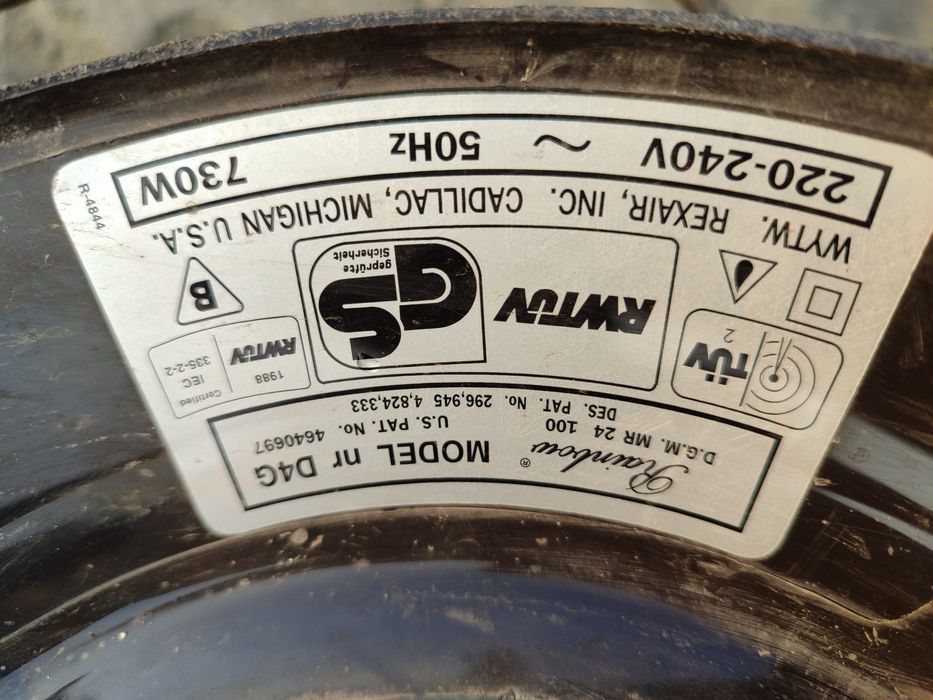 Rainbow ® MODEL nr D4G
D.G.M. MR 24 100 U.S. PAT. No. 4640697
DES. PAT. No. 296,945 4,824,333
TÜV 2
RWTÜV
GS
geprüfte
Sicherheit
1988
RWTÜV
Certified
IEC
335-2-2
B
WYTW. REXAIR, INC. CADILLAC, MICHIGAN U.S.A.
220-240V ~ 50Hz 730W
R-4844